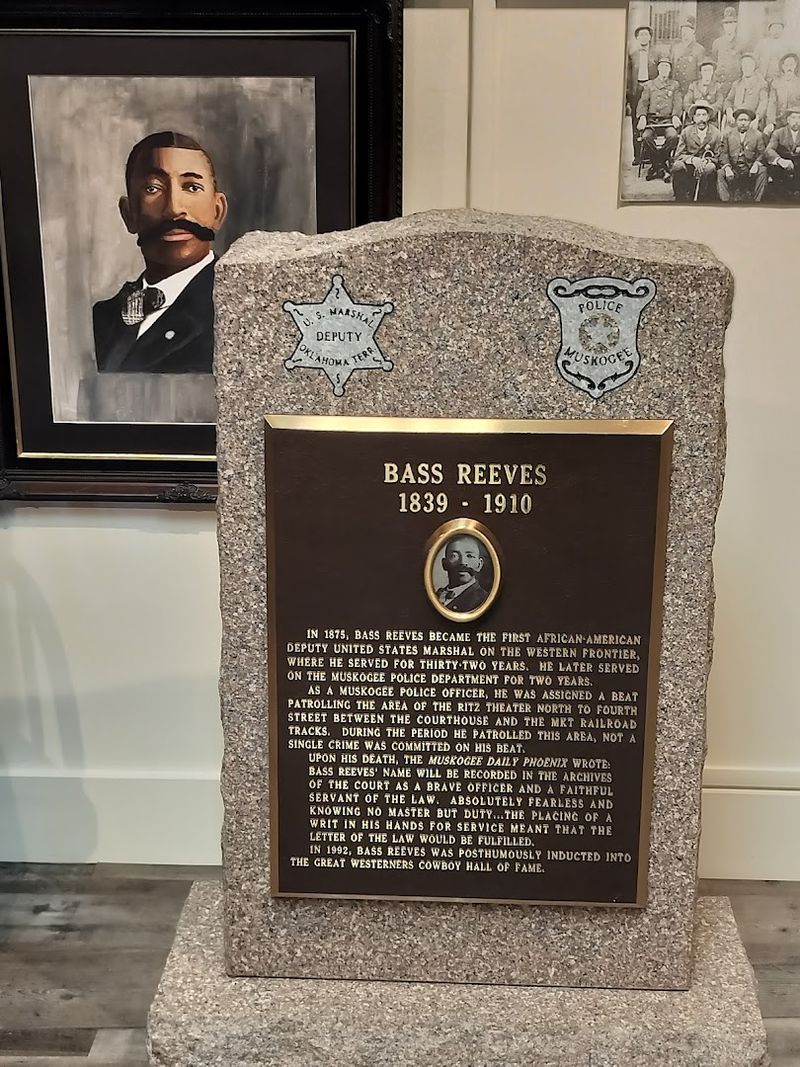 U.S. MARSHAL
DEPUTY
OKLAHOMA TERR.
POLICE
MUSKOGEE
BASS REEVES
1839 - 1910
IN 1875, BASS REEVES BECAME THE FIRST AFRICAN-AMERICAN
DEPUTY UNITED STATES MARSHAL ON THE WESTERN FRONTIER,
WHERE HE SERVED FOR THIRTY-TWO YEARS. HE LATER SERVED
ON THE MUSKOGEE POLICE DEPARTMENT FOR TWO YEARS.
AS A MUSKOGEE POLICE OFFICER, HE WAS ASSIGNED A BEAT
PATROLLING THE AREA OF THE RITZ THEATER NORTH TO FOURTH
STREET BETWEEN THE COURTHOUSE AND THE MKT RAILROAD
TRACKS. DURING THE PERIOD HE PATROLLED THIS AREA, NOT A
SINGLE CRIME WAS COMMITTED ON HIS BEAT.
UPON HIS DEATH, THE MUSKOGEE DAILY PHOENIX WROTE:
BASS REEVES' NAME WILL BE RECORDED IN THE ARCHIVES
OF THE COURT AS A BRAVE OFFICER AND A FAITHFUL
SERVANT OF THE LAW. ABSOLUTELY FEARLESS AND
KNOWING NO MASTER BUT DUTY...THE PLACING OF A
WRIT IN HIS HANDS FOR SERVICE MEANT THAT THE
LETTER OF THE LAW WOULD BE FULFILLED.
IN 1992, BASS REEVES WAS POSTHUMOUSLY INDUCTED INTO
THE GREAT WESTERNERS COWBOY HALL OF FAME.